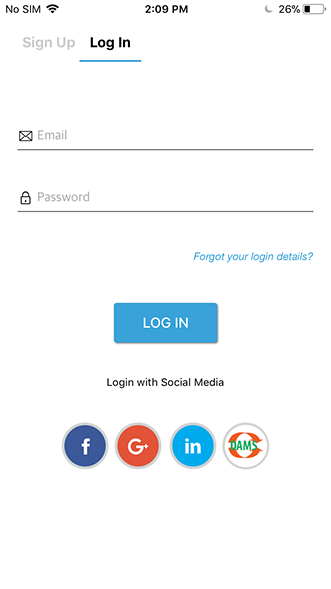 No SIM 2:09 PM 26%
Sign Up Log In
Email
Password
Forgot your login details?
LOG IN
Login with Social Media
f G+ in DAMS